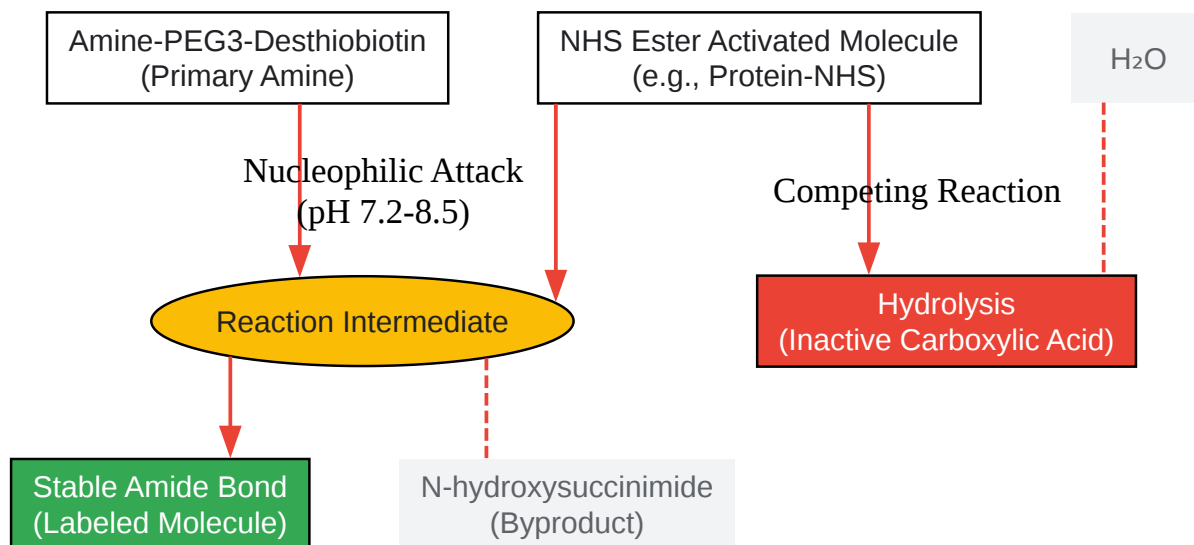 Amine-PEG3-Desthiobiotin
(Primary Amine)
NHS Ester Activated Molecule
(e.g., Protein-NHS)
H₂O
Nucleophilic Attack
(pH 7.2-8.5)
Competing Reaction
Reaction Intermediate
Hydrolysis
(Inactive Carboxylic Acid)
Stable Amide Bond
(Labeled Molecule)
N-hydroxysuccinimide
(Byproduct)